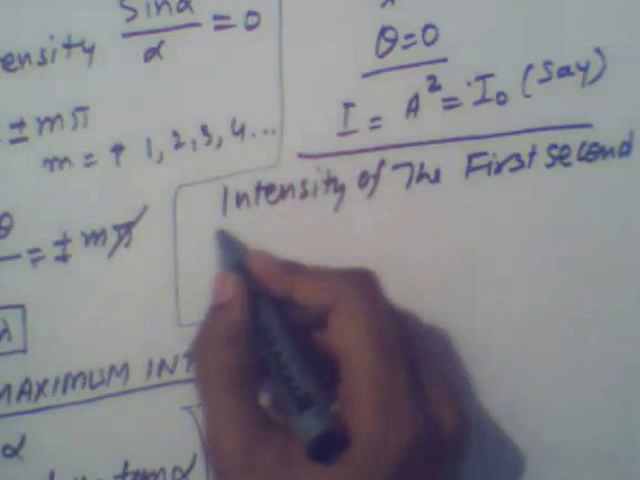 ensity sinα/α = 0
± mπ
m = + 1, 2, 3, 4...
θ/ = ± mπ
λ
MAXIMUM INT
α
tanα
θ=0
I = A² = I₀ (say)
Intensity of The First second